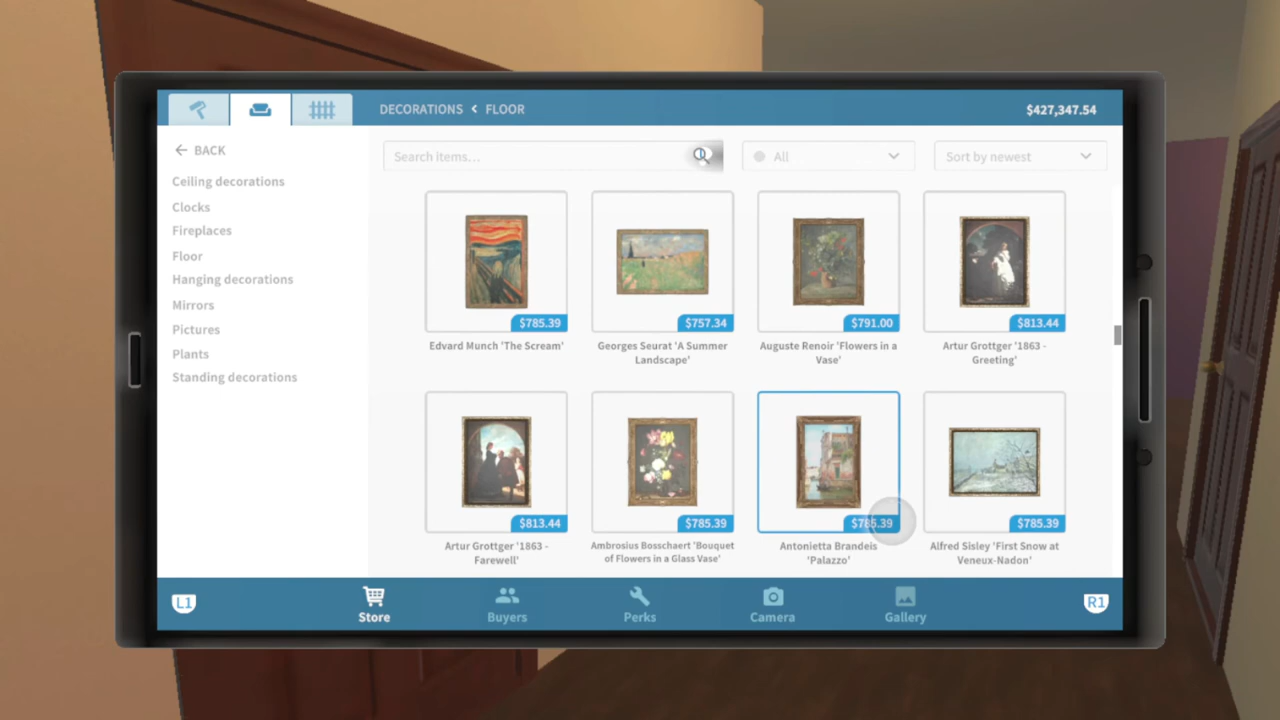 DECORATIONS < FLOOR
$427,347.54
BACK
Search items...
All
Sort by newest
Ceiling decorations
Clocks
Fireplaces
Floor
Hanging decorations
Mirrors
Pictures
Plants
Standing decorations
$785.39
$757.34
$791.00
$813.44
Edvard Munch 'The Scream'
Georges Seurat 'A Summer
Landscape'
Auguste Renoir 'Flowers in a
Vase'
Artur Grottger '1863 -
Greeting'
$813.44
$785.39
$785.39
$785.39
Artur Grottger '1863 -
Farewell'
Ambrosius Bosschaert 'Bouquet
of Flowers in a Glass Vase'
Antonietta Brandeis
'Palazzo'
Alfred Sisley 'First Snow at
Veneux-Nadon'
L1
Store
Buyers
Perks
Camera
Gallery
R1